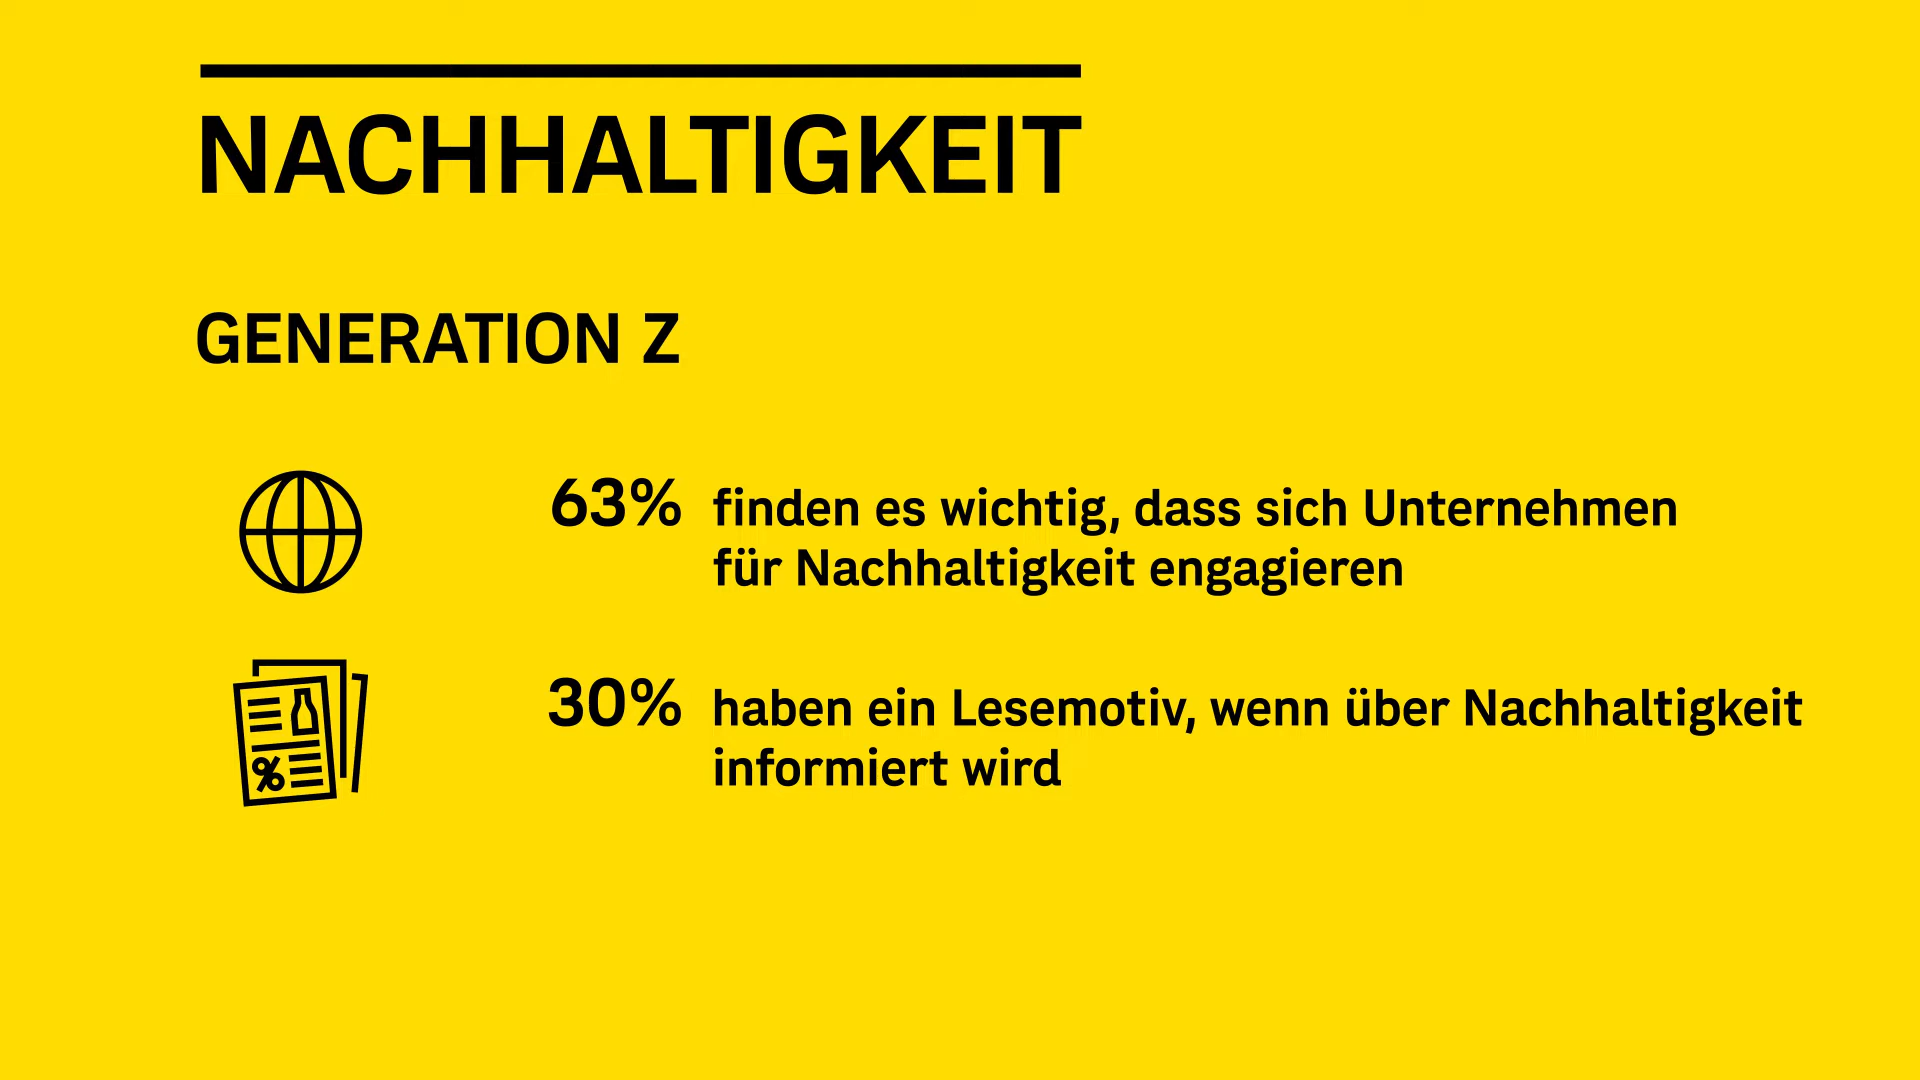 NACHHALTIGKEIT
GENERATION Z
63% finden es wichtig, dass sich Unternehmen
für Nachhaltigkeit engagieren
30% haben ein Lesemotiv, wenn über Nachhaltigkeit
informiert wird
%